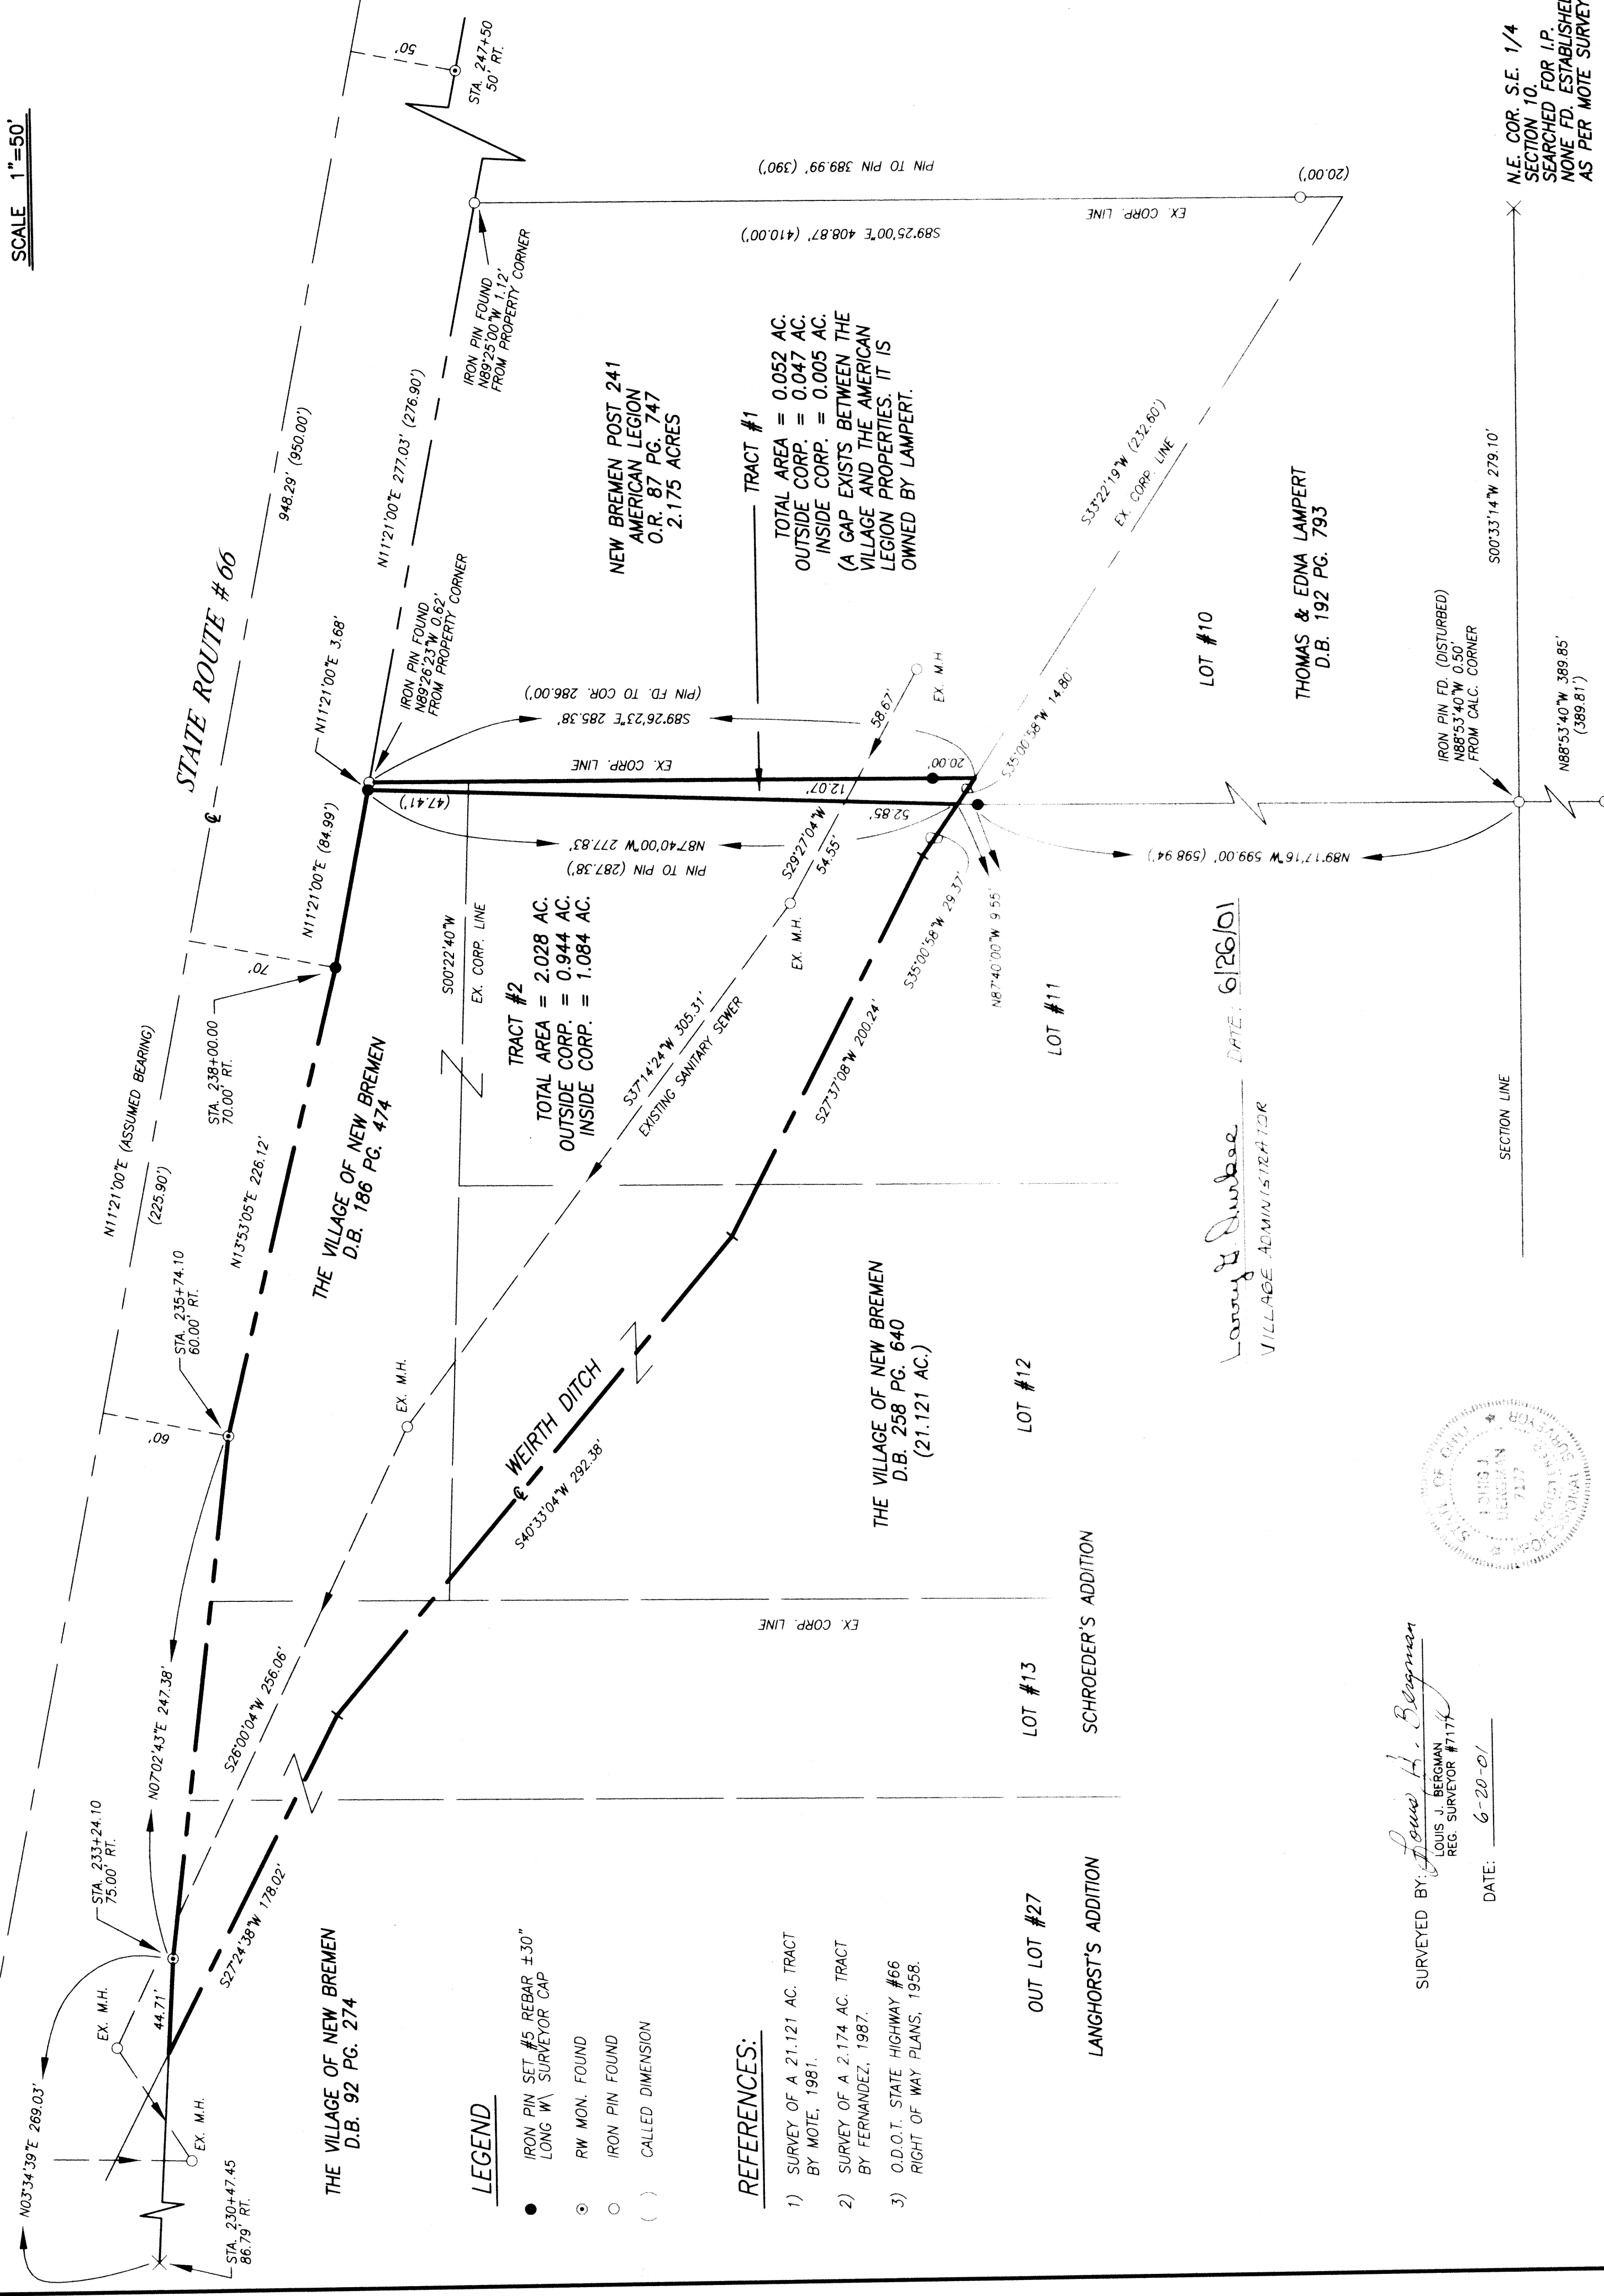 SCALE 1"=50'
50'
STA. 247+50
50' RT.
948.29' (950.00')
STATE ROUTE #66
N11°21'00"E 277.03' (276.90')
IRON PIN FOUND
N89°25'00"W 1.12'
FROM PROPERTY CORNER
PIN TO PIN 389.99' (390')
S89°25'00"E 408.87' (410.00')
EX. CORP. LINE
(20.00')
N.E. COR. S.E. 1/4
SECTION 10.
SEARCHED FOR I.P.
NONE FD. ESTABLISHED
AS PER MOTE SURVEY
NEW BREMEN POST 241
AMERICAN LEGION
O.R. 87 PG. 747
2.175 ACRES
TRACT #1
TOTAL AREA = 0.052 AC.
OUTSIDE CORP. = 0.047 AC.
INSIDE CORP. = 0.005 AC.
(A GAP EXISTS BETWEEN THE
VILLAGE AND THE AMERICAN
LEGION PROPERTIES. IT IS
OWNED BY LAMPERT.
S33°22'19"W (232.60')
EX. CORP. LINE
N11°21'00"E 3.68'
IRON PIN FOUND
N89°26'23"W 0.62'
FROM PROPERTY CORNER
(PIN FD. TO COR. 286.00')
S89°26'23"E 285.38'
EX. CORP. LINE
58.67'
EX. M.H.
20.00'
12.07'
(47.41')
52.85'
S35°00'58"W 14.80'
LOT #10
THOMAS & EDNA LAMPERT
D.B. 192 PG. 793
S00°33'14"W 279.10'
IRON PIN FD. (DISTURBED)
N88°53'40"W 0.50'
FROM CALC. CORNER
N88°53'40"W 389.85'
(389.81')
N11°21'00"E (84.99')
N87°40'00"W 277.83'
PIN TO PIN (287.38')
S29°27'04"W
54.55'
EX. M.H.
S35°00'58"W 29.37'
N87°40'00"W 9.55'
N89°17'16"W 599.00' (598.94')
70'
STA. 238+00.00
70.00' RT.
S00°22'40"W
EX. CORP. LINE
TRACT #2
TOTAL AREA = 2.028 AC.
OUTSIDE CORP. = 0.944 AC.
INSIDE CORP. = 1.084 AC.
S37°14'24"W 305.31'
EXISTING SANITARY SEWER
S27°37'08"W 200.24'
LOT #11
N11°21'00"E (ASSUMED BEARING)
(225.90')
N13°53'05"E 226.12'
THE VILLAGE OF NEW BREMEN
D.B. 186 PG. 474
STA. 235+74.10
60.00' RT.
60'
EX. M.H.
WEIRTH DITCH
S40°33'04"W 292.38'
THE VILLAGE OF NEW BREMEN
D.B. 258 PG. 640
(21.121 AC.)
LOT #12
DATE: 6/26/01
VILLAGE ADMINISTRATOR
SECTION LINE
EX. CORP. LINE
LOT #13
SCHROEDER'S ADDITION
STATE OF OHIO
LOUIS J.
BERGMAN
7177
REGISTERED
PROFESSIONAL SURVEYOR
N07°02'43"E 247.38'
S26°00'04"W 256.06'
STA. 233+24.10
75.00' RT.
S27°24'38"W 178.02'
44.71'
EX. M.H.
EX. M.H.
N03°34'39"E 269.03'
STA. 230+47.45
86.79' RT.
THE VILLAGE OF NEW BREMEN
D.B. 92 PG. 274
OUT LOT #27
LANGHORST'S ADDITION
LEGEND
IRON PIN SET #5 REBAR ±30"
LONG W\ SURVEYOR CAP
RW MON. FOUND
IRON PIN FOUND
( ) CALLED DIMENSION
REFERENCES:
1) SURVEY OF A 21.121 AC. TRACT
BY MOTE, 1981.
2) SURVEY OF A 2.174 AC. TRACT
BY FERNANDEZ, 1987.
3) O.D.O.T. STATE HIGHWAY #66
RIGHT OF WAY PLANS, 1958.
SURVEYED BY: Louis J. Bergman
LOUIS J. BERGMAN
REG. SURVEYOR #7177
DATE: 6-20-01